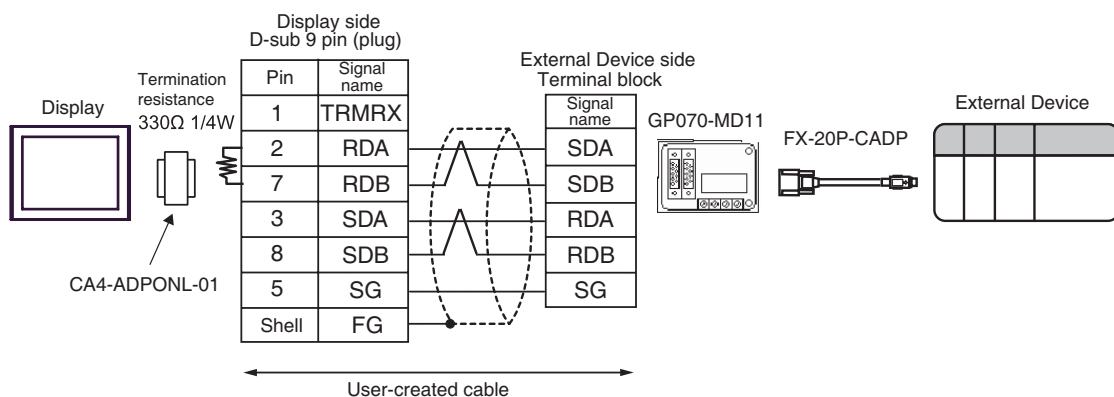 Display side
D-sub 9 pin (plug)
External Device side
Terminal block
Termination
resistance
330Ω 1/4W
Display
Pin Signal name
1 TRMRX
2 RDA
7 RDB
3 SDA
8 SDB
5 SG
Shell FG
Signal name
SDA
SDB
RDA
RDB
SG
GP070-MD11
FX-20P-CADP
External Device
CA4-ADPONL-01
User-created cable